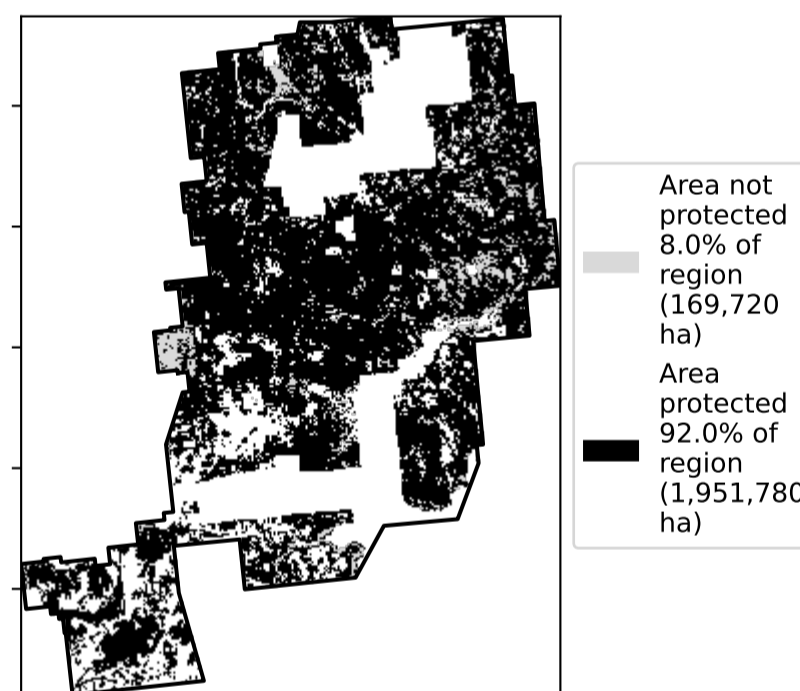 Area not
protected
8.0% of
region
(169,720
ha)
Area
protected
92.0% of
region
(1,951,780
ha)